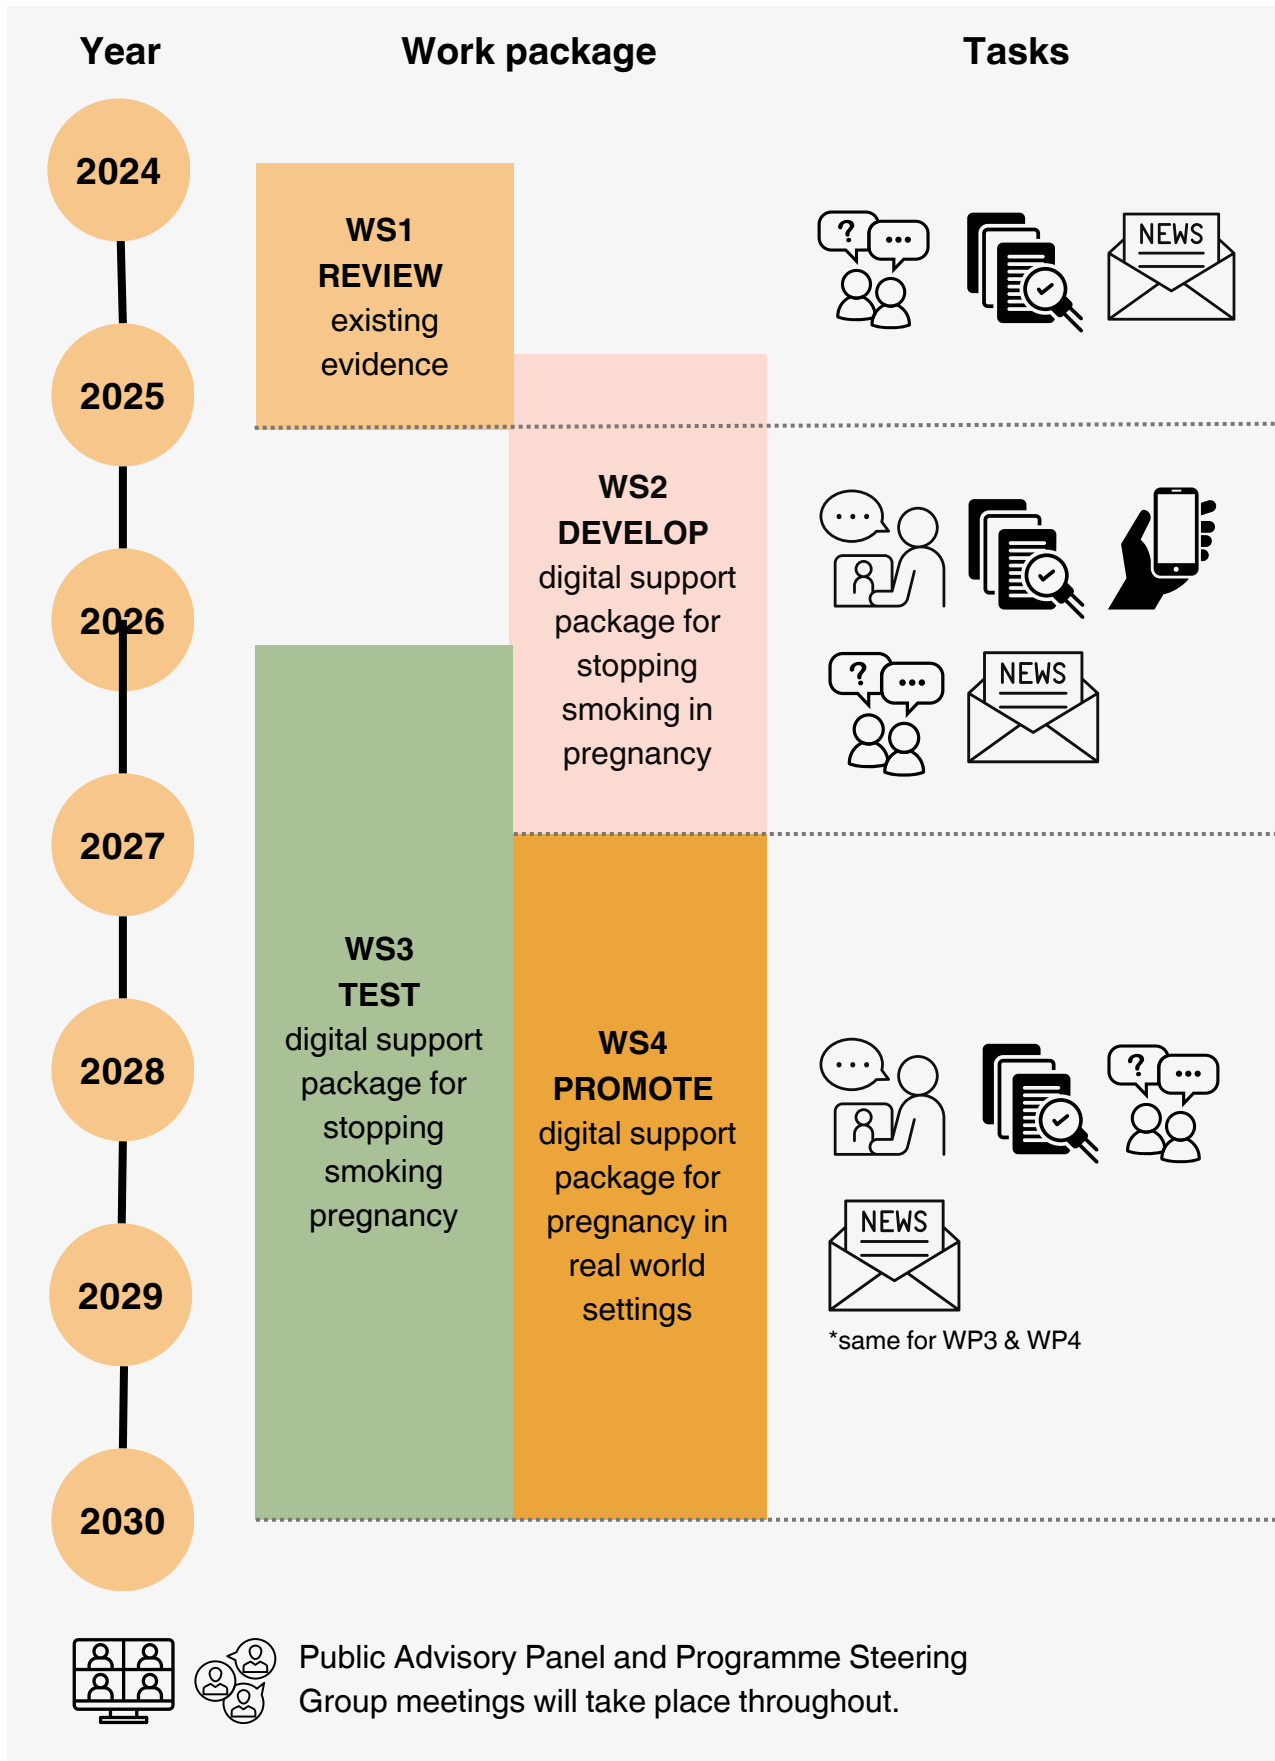 Year
Work package
Tasks
2024
2025
2026
2027
2028
2029
2030
WS1
REVIEW
existing
evidence
?
...
NEWS
WS2
DEVELOP
digital support
package for
stopping
smoking in
pregnancy
...
?
...
NEWS
WS3
TEST
digital support
package for
stopping
smoking
pregnancy
WS4
PROMOTE
digital support
package for
pregnancy in
real world
settings
...
?
...
NEWS
*same for WP3 & WP4
Public Advisory Panel and Programme Steering
Group meetings will take place throughout.